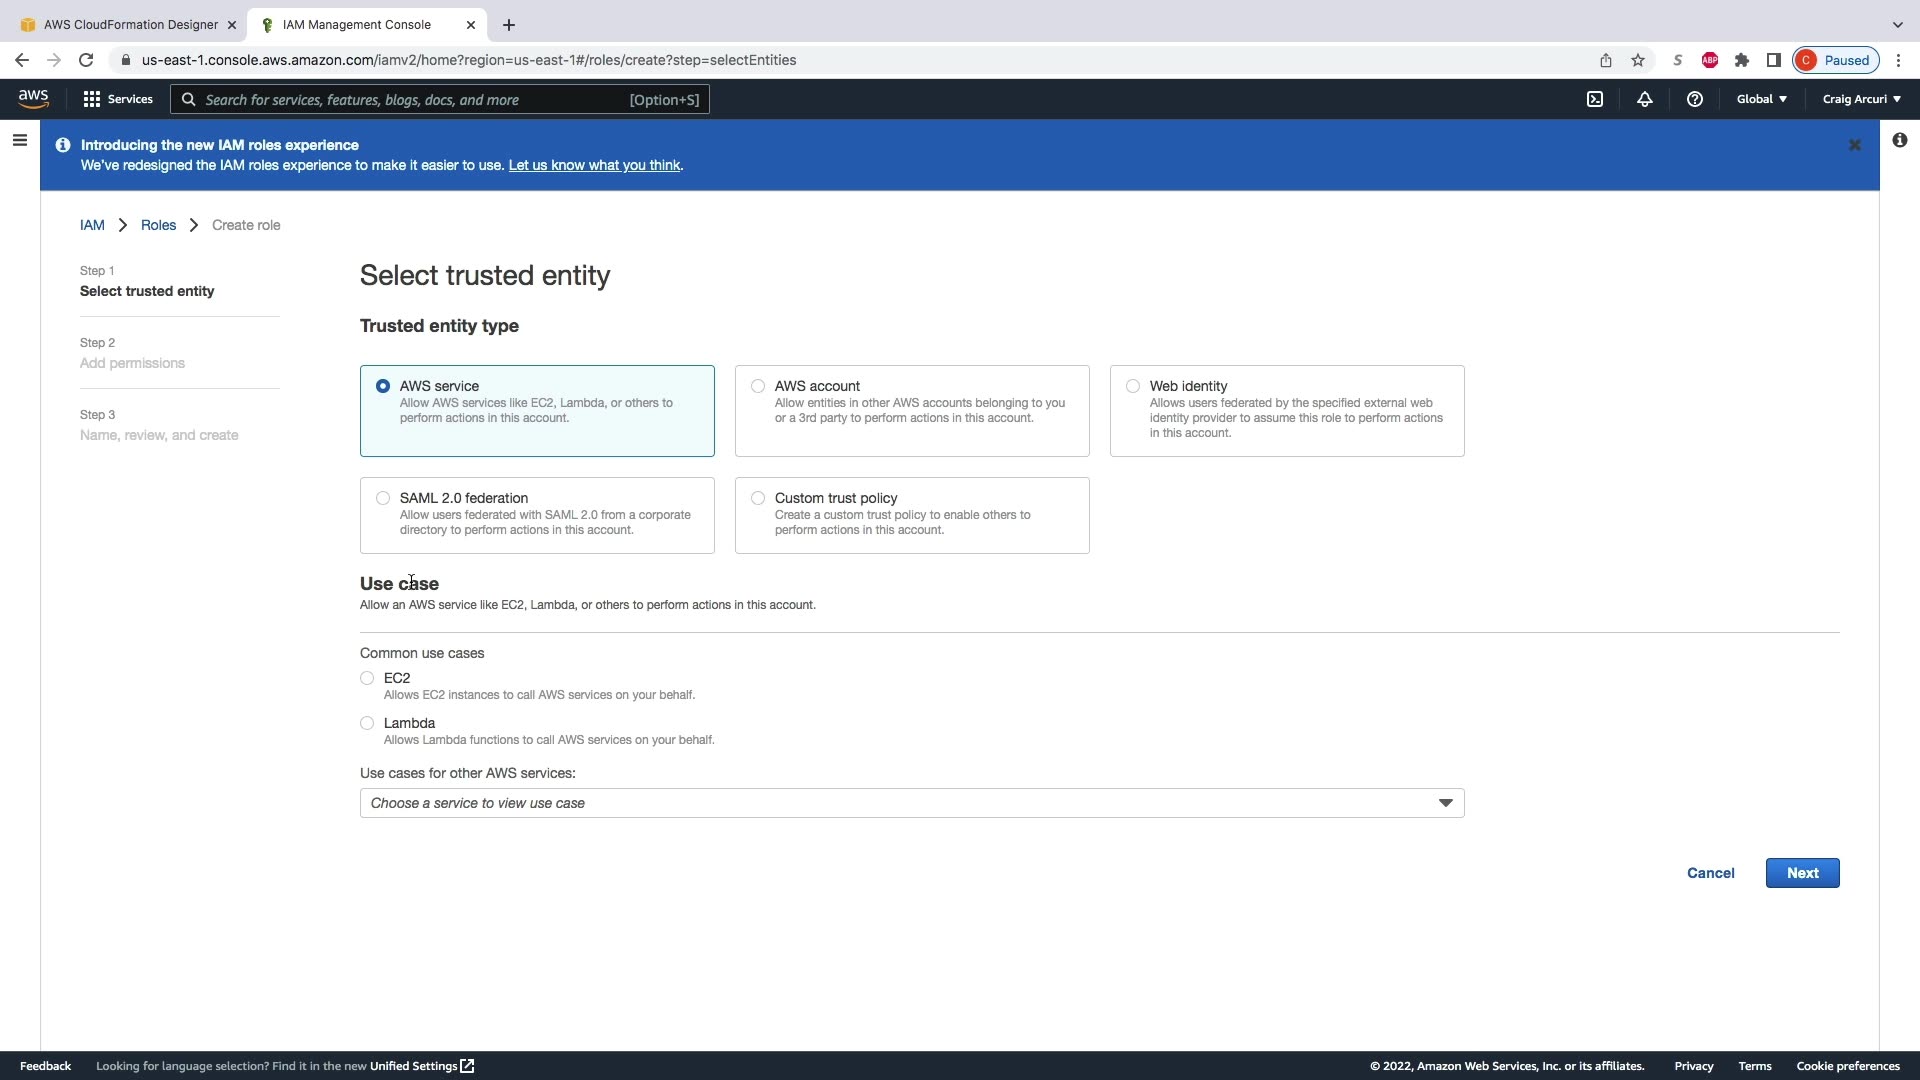 AWS CloudFormation Designer
IAM Management Console
us-east-1.console.aws.amazon.com/iamv2/home?region=us-east-1#/roles/create?step=selectEntities
S
ABP
C Paused
aws
Services
Search for services, features, blogs, docs, and more [Option+S]
Global
Craig Arcuri
Introducing the new IAM roles experience
We've redesigned the IAM roles experience to make it easier to use. Let us know what you think.
IAM > Roles > Create role
Step 1
Select trusted entity
Step 2
Add permissions
Step 3
Name, review, and create
Select trusted entity
Trusted entity type
AWS service
Allow AWS services like EC2, Lambda, or others to
perform actions in this account.
AWS account
Allow entities in other AWS accounts belonging to you
or a 3rd party to perform actions in this account.
Web identity
Allows users federated by the specified external web
identity provider to assume this role to perform actions
in this account.
SAML 2.0 federation
Allow users federated with SAML 2.0 from a corporate
directory to perform actions in this account.
Custom trust policy
Create a custom trust policy to enable others to
perform actions in this account.
Use case
Allow an AWS service like EC2, Lambda, or others to perform actions in this account.
Common use cases
EC2
Allows EC2 instances to call AWS services on your behalf.
Lambda
Allows Lambda functions to call AWS services on your behalf.
Use cases for other AWS services:
Choose a service to view use case
Cancel
Next
Feedback
Looking for language selection? Find it in the new Unified Settings
© 2022, Amazon Web Services, Inc. or its affiliates.
Privacy
Terms
Cookie preferences